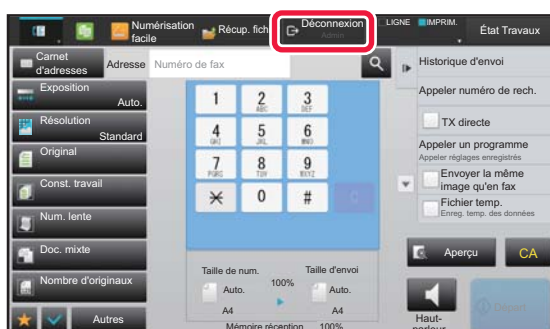 Numérisation
facile
Récup. fich
Déconnexion
Admin
LIGNE
IMPRIM.
État Travaux
Carnet
d'adresses
Adresse
Numéro de fax
Historique d'envoi
Exposition
Auto.
Appeler numéro de rech.
Résolution
Standard
TX directe
Original
Appeler un programme
Appeler réglages enregistrés
Const. travail
Envoyer la même
image qu'en fax
Num. lente
Fichier temp.
Enreg. temp. des données
Doc. mixte
Nombre d'originaux
Autres
1
2
ABC
3
DEF
4
GHI
5
JKL
6
MNO
7
PQRS
8
TUV
9
WXYZ
0
#
Taille de num.
100%
Taille d'envoi
Auto.
Auto.
A4
A4
Mémoire réception 100%
Aperçu
CA
Haut-
parleur
Départ